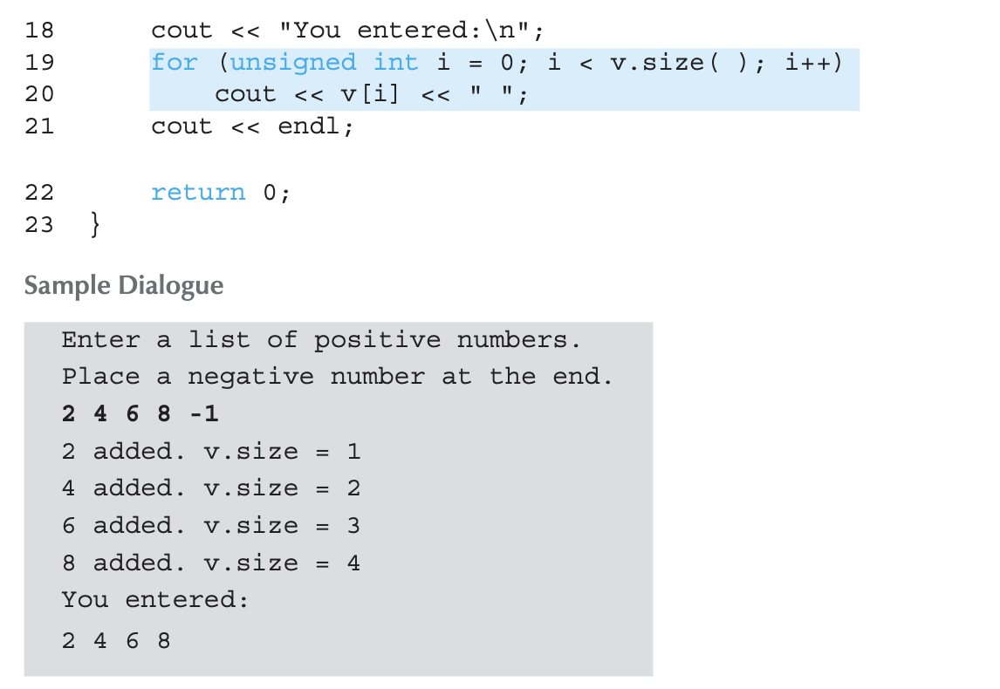 18 cout << "You entered:\n";
19 for (unsigned int i = 0; i < v.size( ); i++)
20 cout << v[i] << " ";
21 cout << endl;
22 return 0;
23 }
Sample Dialogue
Enter a list of positive numbers.
Place a negative number at the end.
2 4 6 8 -1
2 added. v.size = 1
4 added. v.size = 2
6 added. v.size = 3
8 added. v.size = 4
You entered:
2 4 6 8